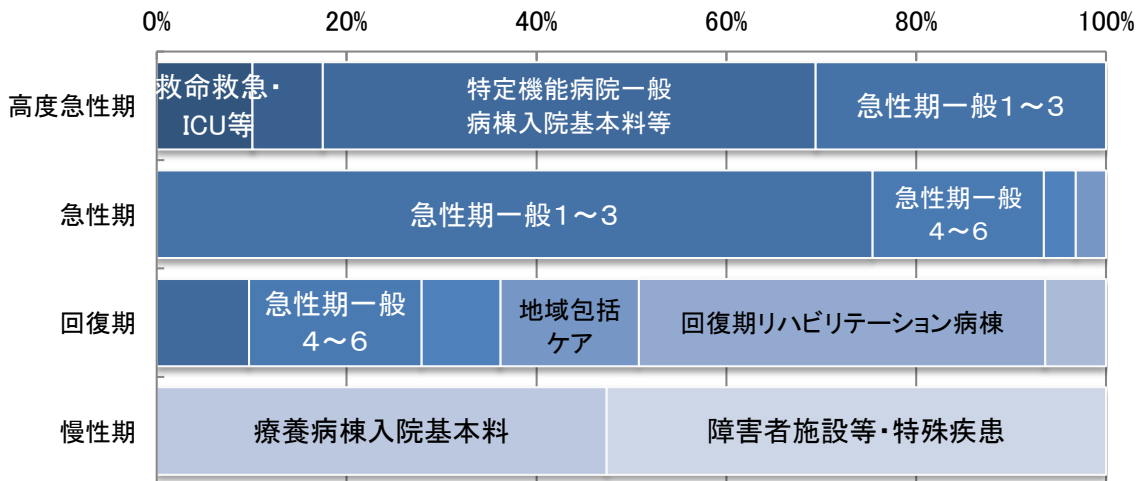 0% 20% 40% 60% 80% 100%
高度急性期
救命救急・
ICU等
特定機能病院一般
病棟入院基本料等
急性期一般１～３
急性期
急性期一般１～３
急性期一般
４～６
回復期
急性期一般
４～６
地域包括
ケア
回復期リハビリテーション病棟
慢性期
療養病棟入院基本料
障害者施設等・特殊疾患